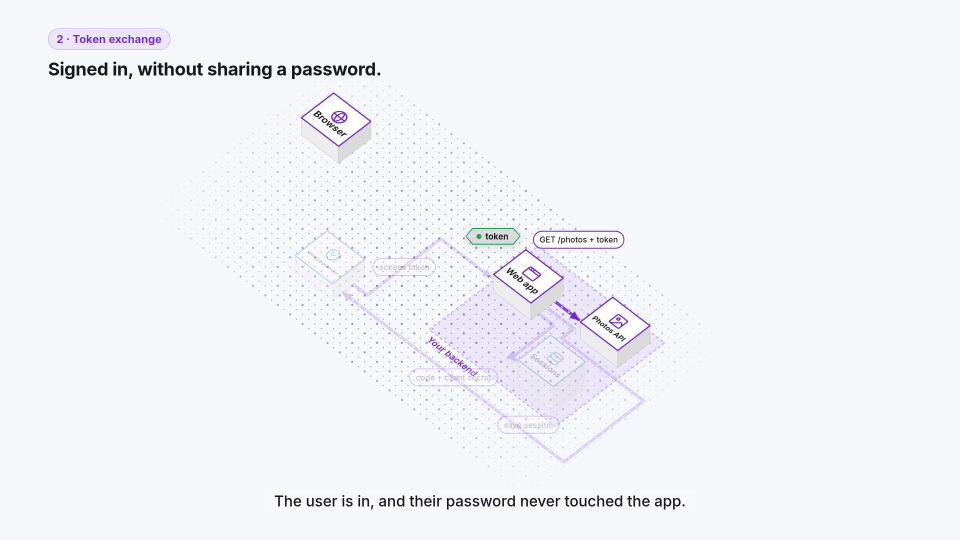 2 · Token exchange
Signed in, without sharing a password.
Browser
token
GET /photos + token
access token
Web app
Photos API
Your backend
Sessions
code + client secret
save session
The user is in, and their password never touched the app.